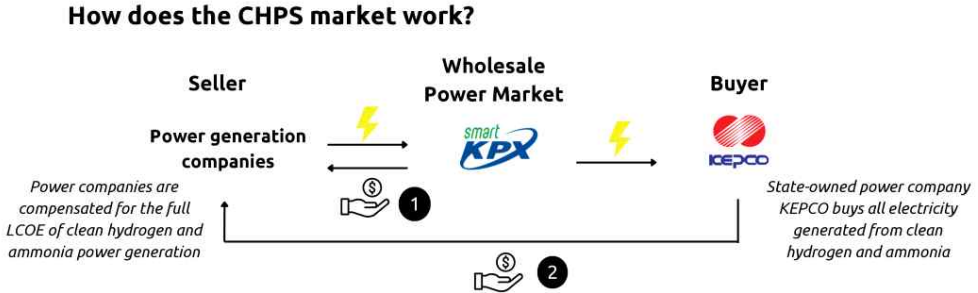 How does the CHPS market work?
Seller
Wholesale
Power Market
Buyer
Power generation
companies
smart
KPX
KEPCO
Power companies are
compensated for the full
LCOE of clean hydrogen and
ammonia power generation
$
1
State-owned power company
KEPCO buys all electricity
generated from clean
hydrogen and ammonia
$
2